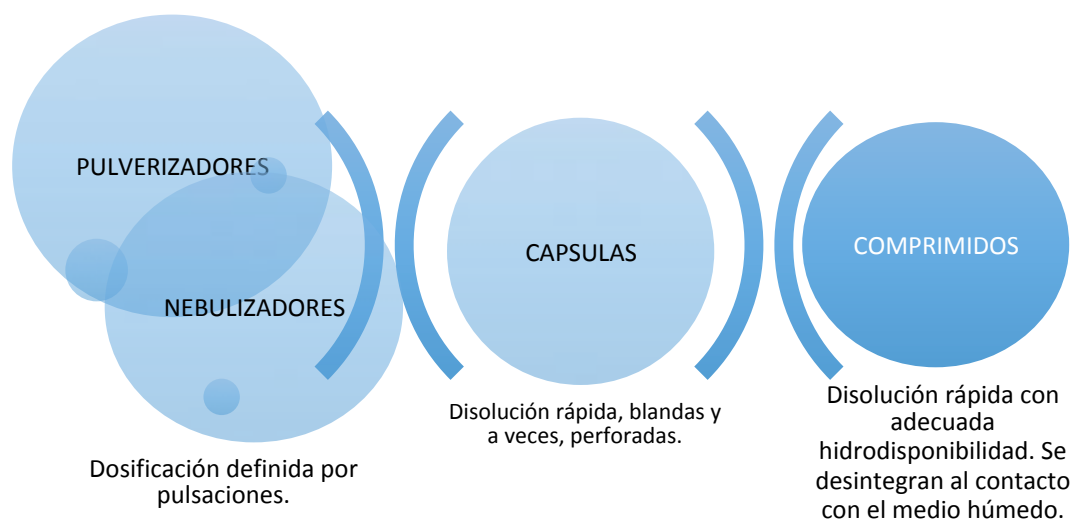 PULVERIZADORES
NEBULIZADORES
Dosificación definida por
pulsaciones.
CAPSULAS
Disolución rápida, blandas y
a veces, perforadas.
COMPRIMIDOS
Disolución rápida con
adecuada
hidrodisponibilidad. Se
desintegran al contacto
con el medio húmedo.